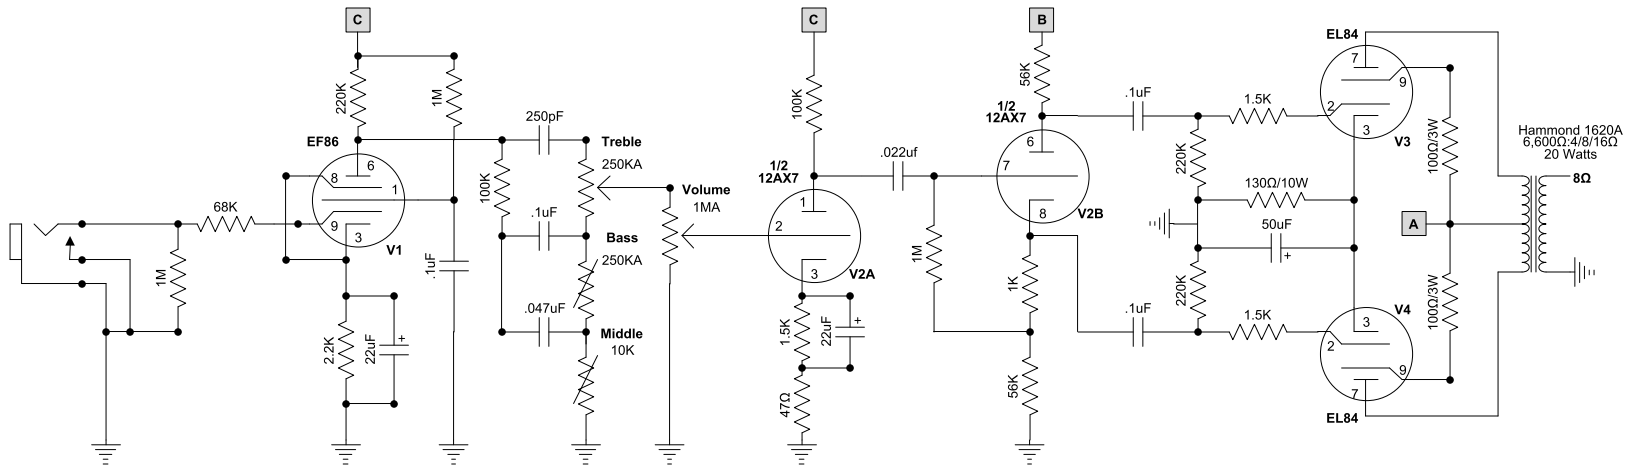 C
220K
1M
EF86
6
8
1
9
3
V1
68K
1M
2.2K
22uF
+
.1uF
250pF
Treble
250KA
100K
.1uF
Bass
250KA
.047uF
Middle
10K
Volume
1MA
C
100K
1/2
12AX7
1
2
3
V2A
1.5K
22uF
+
47Ω
.022uf
B
56K
1/2
12AX7
6
7
8
V2B
1M
1K
56K
.1uF
1.5K
220K
130Ω/10W
50uF
+
220K
.1uF
1.5K
EL84
7
9
2
3
V3
100Ω/3W
A
100Ω/3W
V4
3
2
9
7
EL84
Hammond 1620A
6,600Ω:4/8/16Ω
20 Watts
8Ω